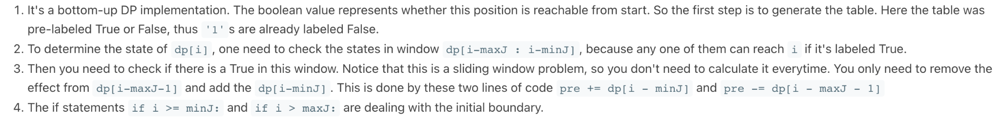 1. It's a bottom-up DP implementation. The boolean value represents whether this position is reachable from start. So the first step is to generate the table. Here the table was
pre-labeled True or False, thus '1' s are already labeled False.
2. To determine the state of dp[i] , one need to check the states in window dp[i-maxJ : i-minJ] , because any one of them can reach i if it's labeled True.
3. Then you need to check if there is a True in this window. Notice that this is a sliding window problem, so you don't need to calculate it everytime. You only need to remove the
effect from dp[i-maxJ-1] and add the dp[i-minJ] . This is done by these two lines of code pre += dp[i - minJ] and pre -= dp[i - maxJ - 1]
4. The if statements if i >= minJ: and if i > maxJ: are dealing with the initial boundary.